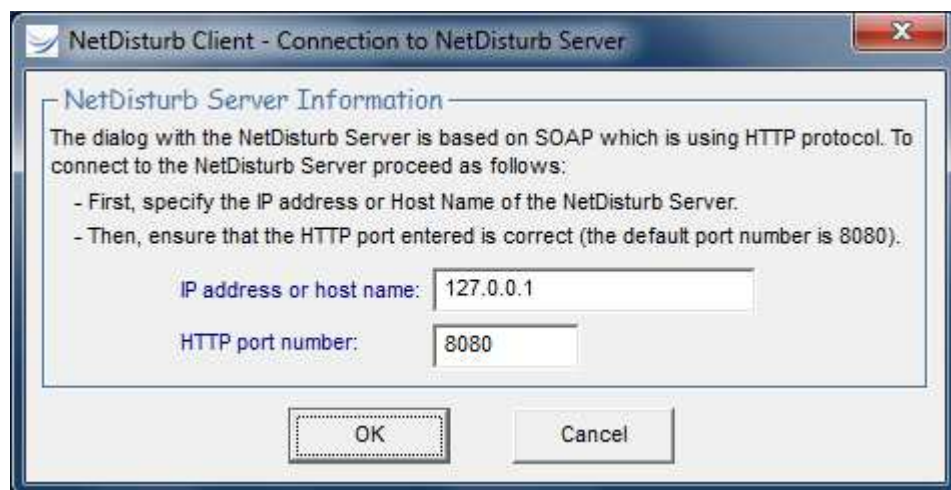 NetDisturb Client - Connection to NetDisturb Server
NetDisturb Server Information
The dialog with the NetDisturb Server is based on SOAP which is using HTTP protocol. To
connect to the NetDisturb Server proceed as follows:
- First, specify the IP address or Host Name of the NetDisturb Server.
- Then, ensure that the HTTP port entered is correct (the default port number is 8080).
IP address or host name: 127.0.0.1
HTTP port number: 8080
OK Cancel